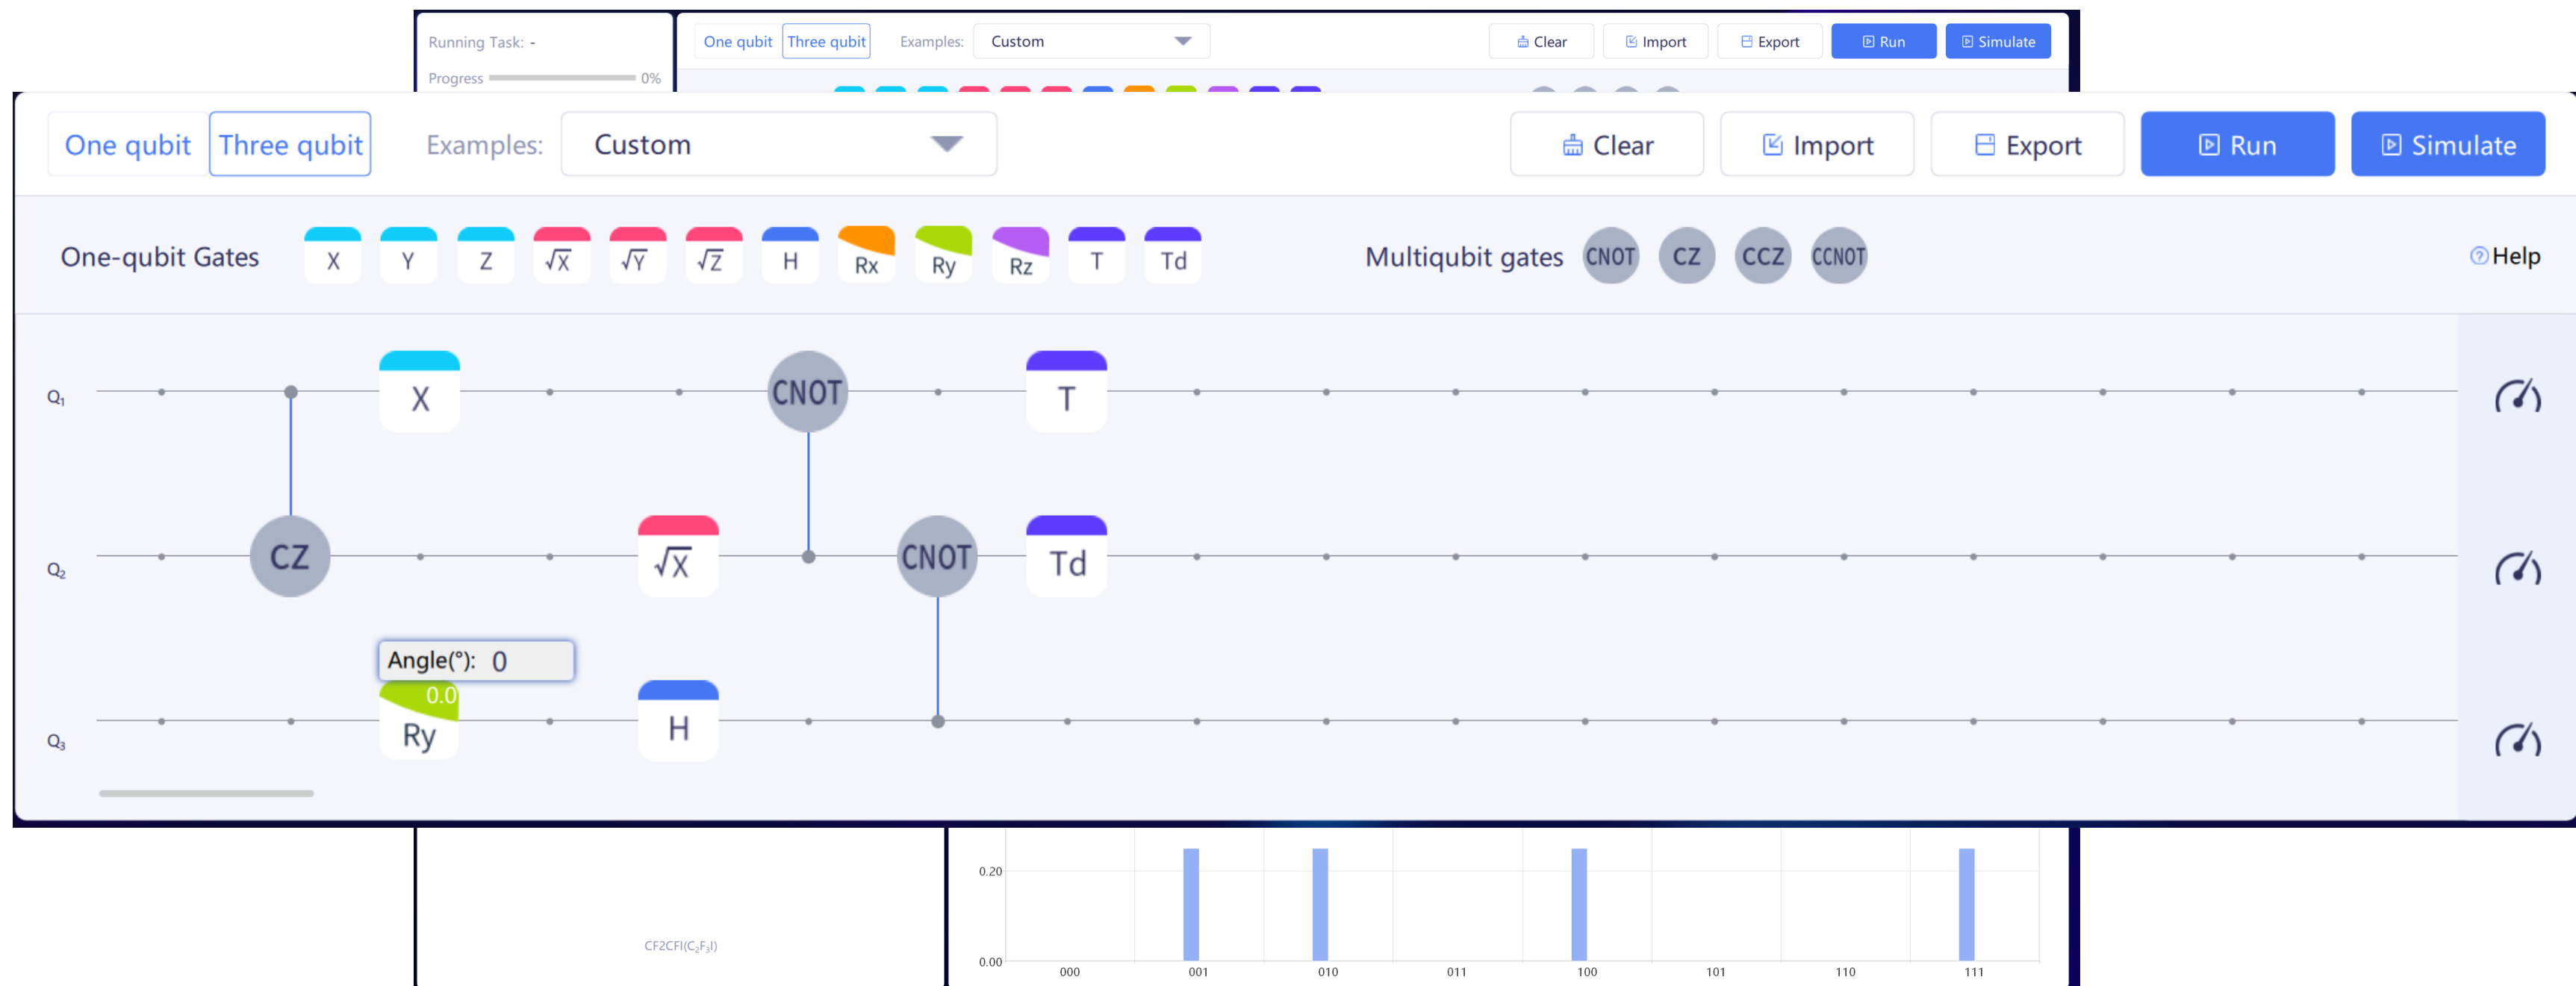 Running Task: -
One qubit Three qubit Examples: Custom Clear Import Export Run Simulate
Progress 0%
One qubit Three qubit Examples: Custom Clear Import Export Run Simulate
One-qubit Gates X Y Z √X √Y √Z H Rx Ry Rz T Td Multiqubit gates CNOT CZ CCZ CCNOT Help
Q₁ X CNOT T
Q₂ CZ √X CNOT Td
Angle(°): 0
0.0
Q₃ Ry H
0.20
CF2CFI(C₂F₃I)
0.00
000 001 010 011 100 101 110 111